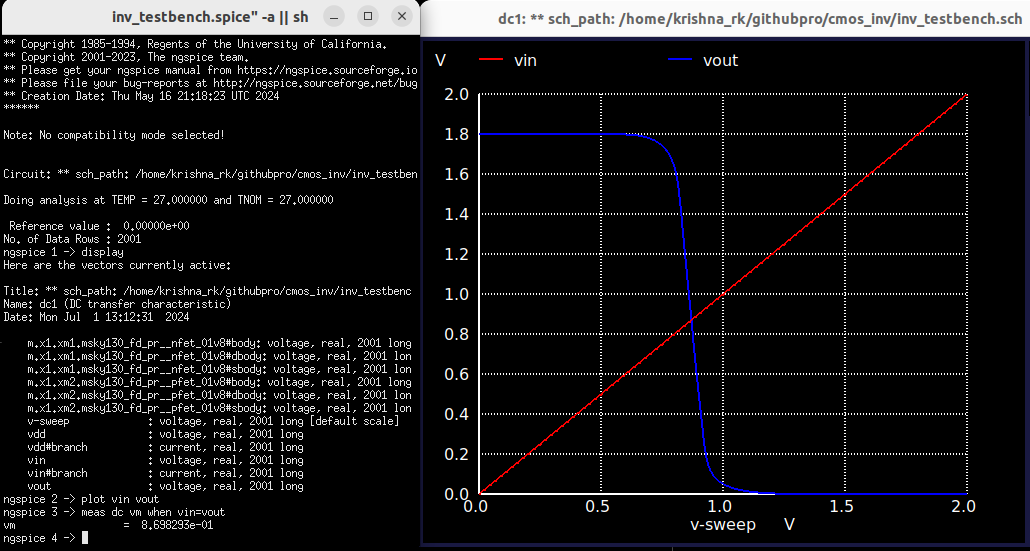 inv_testbench.spice" -a || sh
** Copyright 1985-1994, Regents of the University of California.
** Copyright 2001-2023, The ngspice team.
** Please get your ngspice manual from https://ngspice.sourceforge.io
** Please file your bug-reports at http://ngspice.sourceforge.net/bug
** Creation Date: Thu May 16 21:18:23 UTC 2024
******
Note: No compatibility mode selected!
Circuit: ** sch_path: /home/krishna_rk/githubpro/cmos_inv/inv_testben
Doing analysis at TEMP = 27.000000 and TNOM = 27.000000
Reference value : 0.00000e+00
No. of Data Rows : 2001
ngspice 1 -> display
Here are the vectors currently active:
Title: ** sch_path: /home/krishna_rk/githubpro/cmos_inv/inv_testbenc
Name: dc1 (DC transfer characteristic)
Date: Mon Jul  1 13:12:31  2024
m.x1.xm1.msky130_fd_pr__nfet_01v8#body: voltage, real, 2001 long
m.x1.xm1.msky130_fd_pr__nfet_01v8#dbody: voltage, real, 2001 lon
m.x1.xm1.msky130_fd_pr__nfet_01v8#sbody: voltage, real, 2001 lon
m.x1.xm2.msky130_fd_pr__pfet_01v8#body: voltage, real, 2001 long
m.x1.xm2.msky130_fd_pr__pfet_01v8#dbody: voltage, real, 2001 lon
m.x1.xm2.msky130_fd_pr__pfet_01v8#sbody: voltage, real, 2001 lon
v-sweep : voltage, real, 2001 long [default scale]
vdd : voltage, real, 2001 long
vdd#branch : current, real, 2001 long
vin : voltage, real, 2001 long
vin#branch : current, real, 2001 long
vout : voltage, real, 2001 long
ngspice 2 -> plot vin vout
ngspice 3 -> meas dc vm when vin=vout
vm = 8.698293e-01
ngspice 4 ->
dc1: ** sch_path: /home/krishna_rk/githubpro/cmos_inv/inv_testbench.sch
V vin vout
2.0
1.8
1.6
1.4
1.2
1.0
0.8
0.6
0.4
0.2
0.0
0.0 0.5 1.0 1.5 2.0
v-sweep V